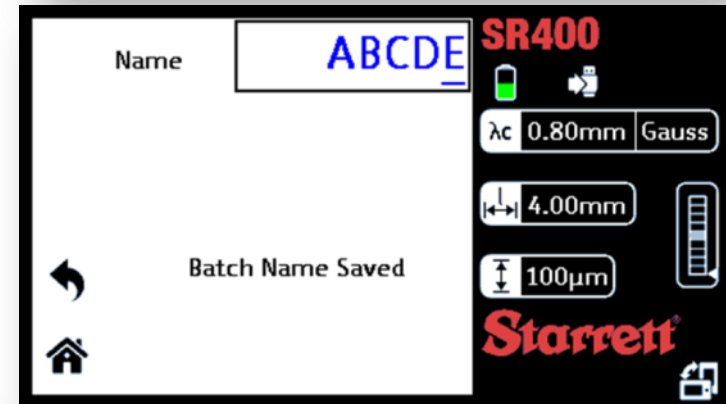 Name
ABCDE
Batch Name Saved
SR400
λc 0.80mm Gauss
l 4.00mm
100µm
Starrett®